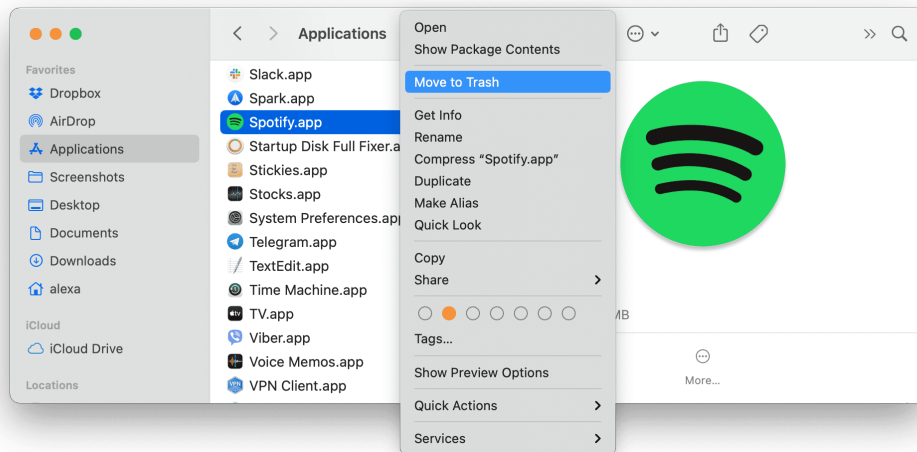 Applications
Favorites
Dropbox
AirDrop
Applications
Screenshots
Desktop
Documents
Downloads
alexa
iCloud
iCloud Drive
Locations
Slack.app
Spark.app
Spotify.app
Startup Disk Full Fixer.a
Stickies.app
Stocks.app
System Preferences.app
Telegram.app
TextEdit.app
Time Machine.app
TV.app
Viber.app
Voice Memos.app
VPN Client.app
Open
Show Package Contents
Move to Trash
Get Info
Rename
Compress “Spotify.app”
Duplicate
Make Alias
Quick Look
Copy
Share
Tags...
Show Preview Options
Quick Actions
Services
MB
More...